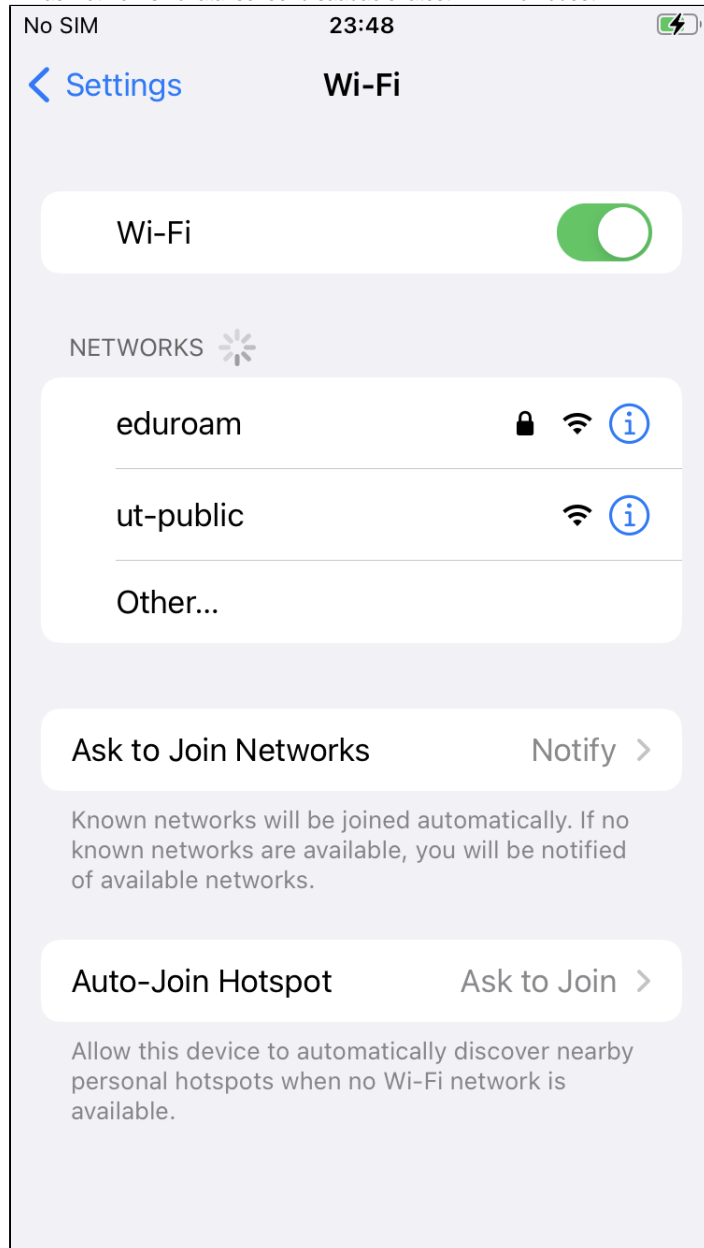 No SIM 23:48
Settings Wi-Fi
Wi-Fi
NETWORKS
eduroam
ut-public
Other...
Ask to Join Networks Notify
Known networks will be joined automatically. If no
known networks are available, you will be notified
of available networks.
Auto-Join Hotspot Ask to Join
Allow this device to automatically discover nearby
personal hotspots when no Wi-Fi network is
available.